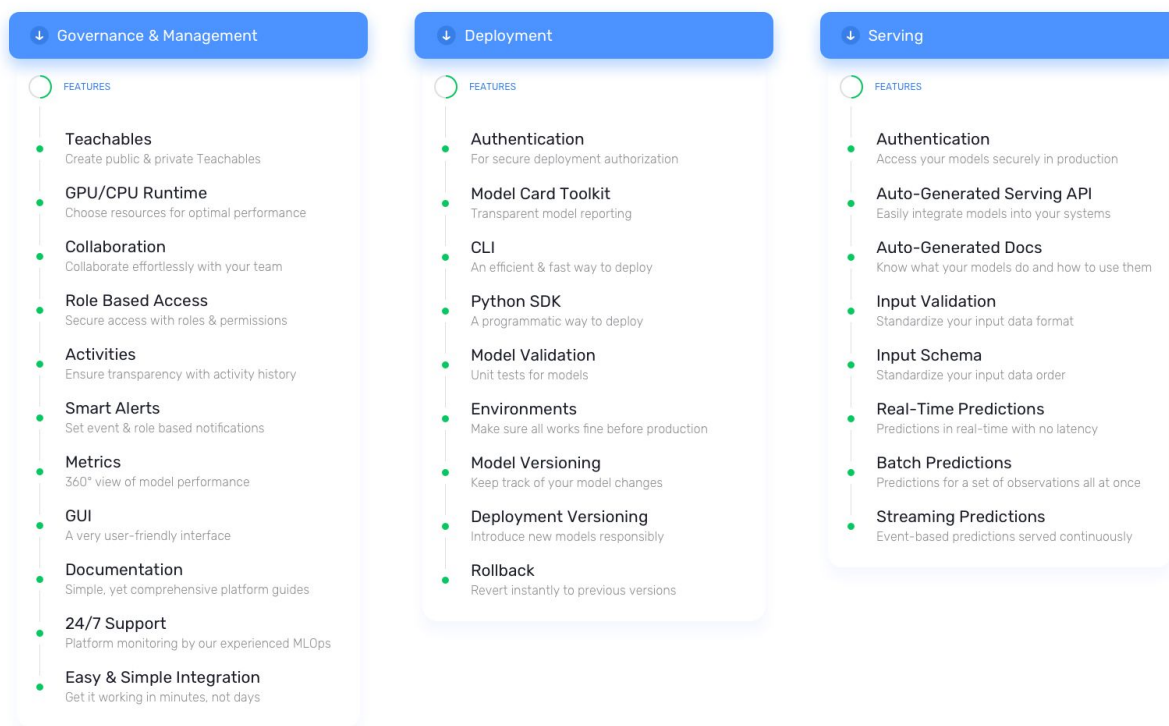 Governance & Management
FEATURES
Teachables
Create public & private Teachables
GPU/CPU Runtime
Choose resources for optimal performance
Collaboration
Collaborate effortlessly with your team
Role Based Access
Secure access with roles & permissions
Activities
Ensure transparency with activity history
Smart Alerts
Set event & role based notifications
Metrics
360° view of model performance
GUI
A very user-friendly interface
Documentation
Simple, yet comprehensive platform guides
24/7 Support
Platform monitoring by our experienced MLOps
Easy & Simple Integration
Get it working in minutes, not days
Deployment
FEATURES
Authentication
For secure deployment authorization
Model Card Toolkit
Transparent model reporting
CLI
An efficient & fast way to deploy
Python SDK
A programmatic way to deploy
Model Validation
Unit tests for models
Environments
Make sure all works fine before production
Model Versioning
Keep track of your model changes
Deployment Versioning
Introduce new models responsibly
Rollback
Revert instantly to previous versions
Serving
FEATURES
Authentication
Access your models securely in production
Auto-Generated Serving API
Easily integrate models into your systems
Auto-Generated Docs
Know what your models do and how to use them
Input Validation
Standardize your input data format
Input Schema
Standardize your input data order
Real-Time Predictions
Predictions in real-time with no latency
Batch Predictions
Predictions for a set of observations all at once
Streaming Predictions
Event-based predictions served continuously